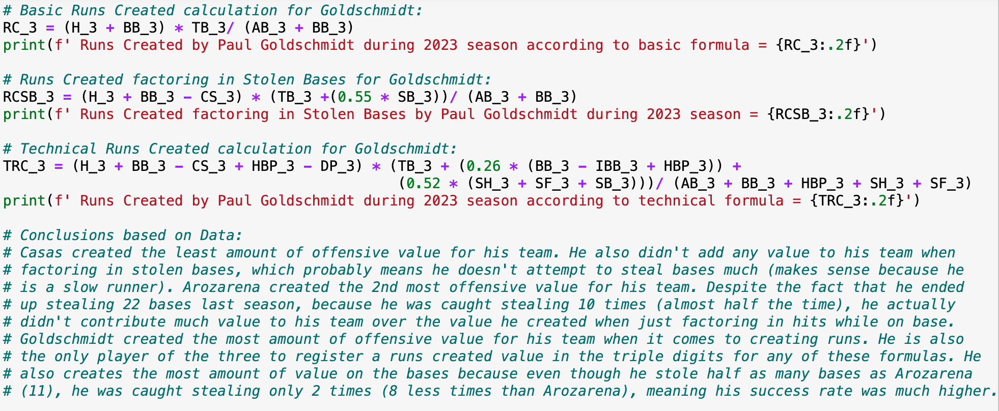 # Basic Runs Created calculation for Goldschmidt:
RC_3 = (H_3 + BB_3) * TB_3/ (AB_3 + BB_3)
print(f' Runs Created by Paul Goldschmidt during 2023 season according to basic formula = {RC_3:.2f}')
# Runs Created factoring in Stolen Bases for Goldschmidt:
RCSB_3 = (H_3 + BB_3 - CS_3) * (TB_3 +(0.55 * SB_3))/ (AB_3 + BB_3)
print(f' Runs Created factoring in Stolen Bases by Paul Goldschmidt during 2023 season = {RCSB_3:.2f}')
# Technical Runs Created calculation for Goldschmidt:
TRC_3 = (H_3 + BB_3 - CS_3 + HBP_3 - DP_3) * (TB_3 + (0.26 * (BB_3 - IBB_3 + HBP_3)) +
(0.52 * (SH_3 + SF_3 + SB_3)))/ (AB_3 + BB_3 + HBP_3 + SH_3 + SF_3)
print(f' Runs Created by Paul Goldschmidt during 2023 season according to technical formula = {TRC_3:.2f}')
# Conclusions based on Data:
# Casas created the least amount of offensive value for his team. He also didn't add any value to his team when
# factoring in stolen bases, which probably means he doesn't attempt to steal bases much (makes sense because he
# is a slow runner). Arozarena created the 2nd most offensive value for his team. Despite the fact that he ended
# up stealing 22 bases last season, because he was caught stealing 10 times (almost half the time), he actually
# didn't contribute much value to his team over the value he created when just factoring in hits while on base.
# Goldschmidt created the most amount of offensive value for his team when it comes to creating runs. He is also
# the only player of the three to register a runs created value in the triple digits for any of these formulas. He
# also creates the most amount of value on the bases because even though he stole half as many bases as Arozarena
# (11), he was caught stealing only 2 times (8 less times than Arozarena), meaning his success rate was much higher.